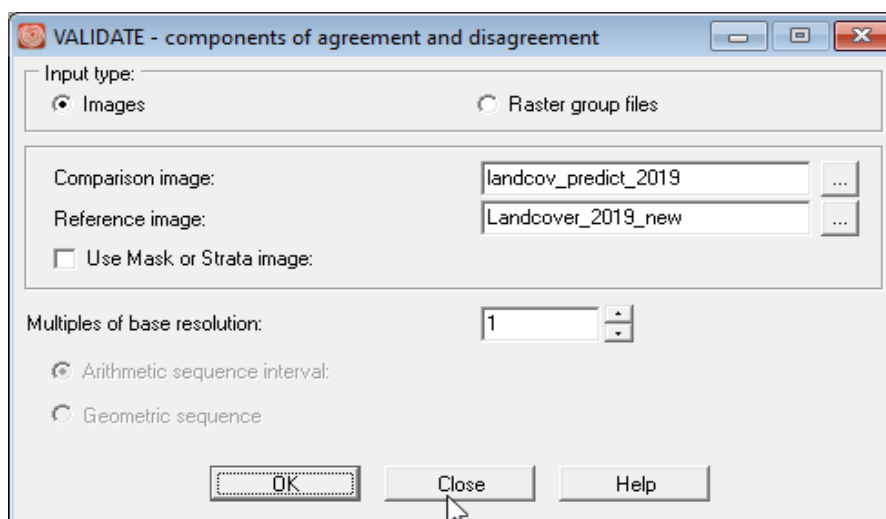 VALIDATE - components of agreement and disagreement
Input type:
Images Raster group files
Comparison image: landcov_predict_2019 ...
Reference image: Landcover_2019_new ...
Use Mask or Strata image:
Multiples of base resolution: 1
Arithmetic sequence interval:
Geometric sequence
OK Close Help